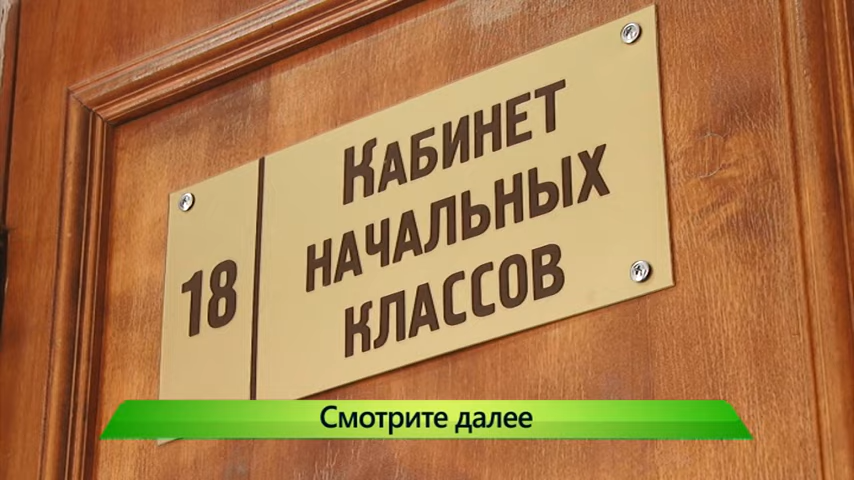 18
Кабинет
начальных
классов
Смотрите далее